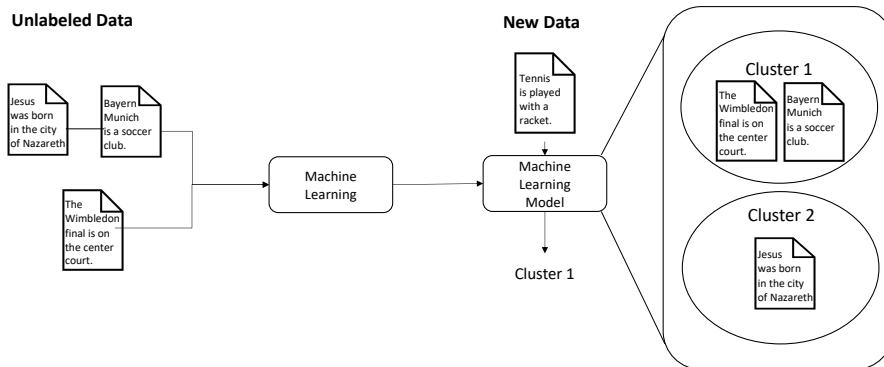 Unlabeled Data
New Data
Jesus
was born
in the city
of Nazareth
Bayern
Munich
is a soccer
club.
The
Wimbledon
final is on
the center
court.
Machine
Learning
Tennis
is played
with a
racket.
Machine
Learning
Model
Cluster 1
Cluster 1
The
Wimbledon
final is on
the center
court.
Bayern
Munich
is a soccer
club.
Cluster 2
Jesus
was born
in the city
of Nazareth